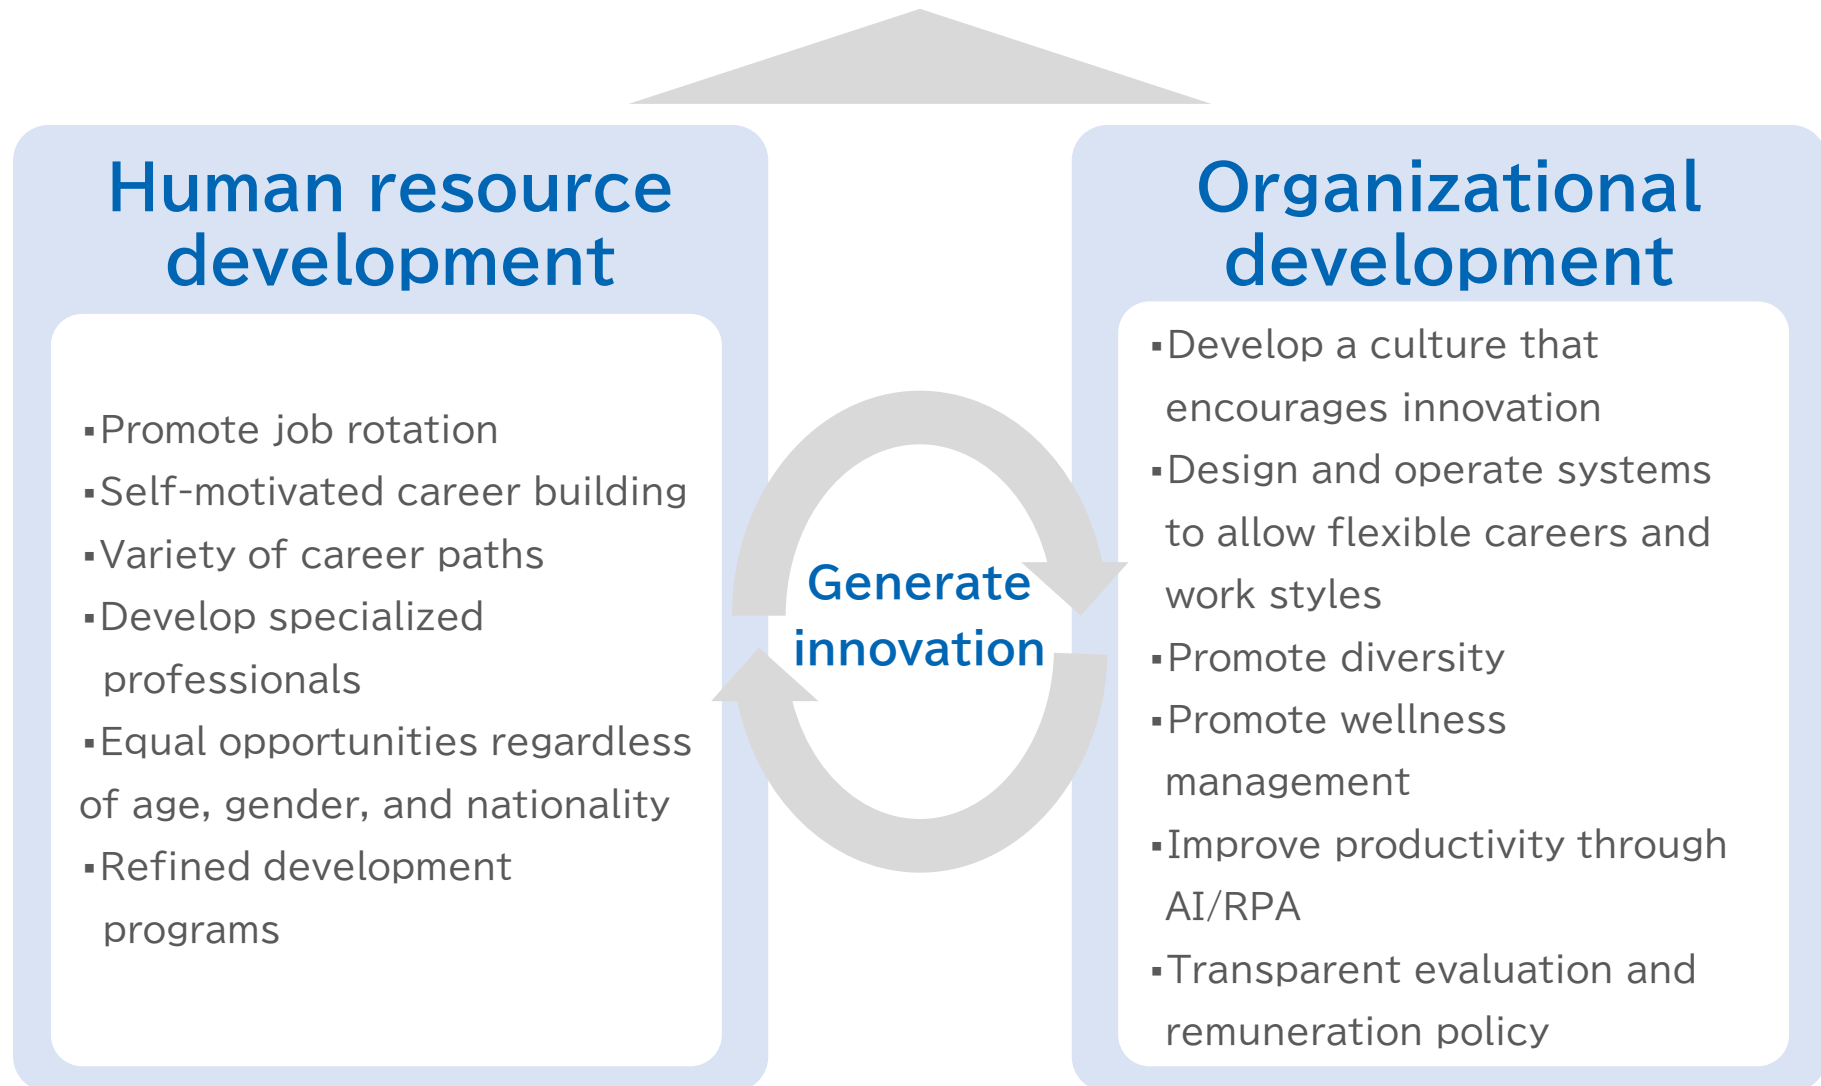 Human resource
development
▪Promote job rotation
▪Self-motivated career building
▪Variety of career paths
▪Develop specialized
professionals
▪Equal opportunities regardless
of age, gender, and nationality
▪Refined development
programs
Generate
innovation
Organizational
development
▪Develop a culture that
encourages innovation
▪Design and operate systems
to allow flexible careers and
work styles
▪Promote diversity
▪Promote wellness
management
▪Improve productivity through
AI/RPA
▪Transparent evaluation and
remuneration policy